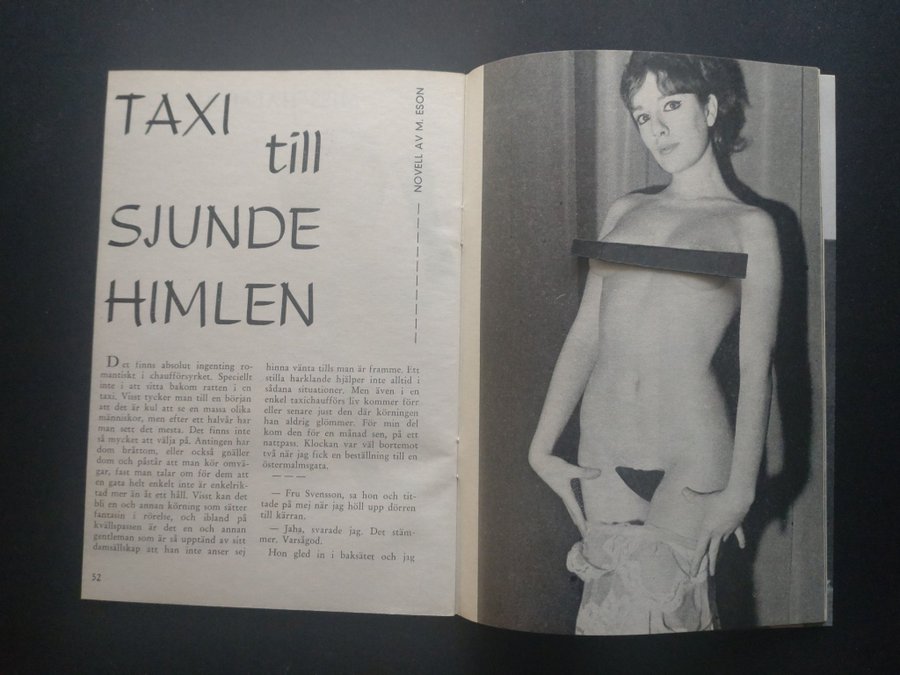 TAXI
till
SJUNDE
HIMLEN
NOVELL AV M. ESON
Det finns absolut ingenting ro-
mantiskt i chaufförsyrket. Speciellt
inte i att sitta bakom ratten i en
taxi. Visst tycker man till en början
att det är kul att se en massa olika
människor, men efter ett halvår har
man sett det mesta. Det finns inte
så mycket att välja på. Antingen har
dom bråttom, eller också gnäller
dom och påstår att man kör omvä-
gar, fast man talar om för dem att
en gata helt enkelt inte är enkelrik-
tad mer än åt ett håll. Visst kan det
bli en och annan körning som sätter
fantasin i rörelse, och ibland på
kvällspassen är det en och annan
gentleman som är så upptänd av sitt
damsällskap att han inte anser sej
hinna vänta tills man är framme. Ett
stilla harklande hjälper inte alltid i
sådana situationer. Men även i en
enkel taxichaufförs liv kommer förr
eller senare just den där körningen
han aldrig glömmer. För min del
kom den för en månad sen, på ett
nattpass. Klockan var väl bortemot
två när jag fick en beställning till en
östermalmsgata.
— — —
— Fru Svensson, sa hon och tit-
tade på mej när jag höll upp dörren
till kärran.
— Jaha, svarade jag. Det stäm-
mer. Varsågod.
Hon gled in i baksätet och jag
52